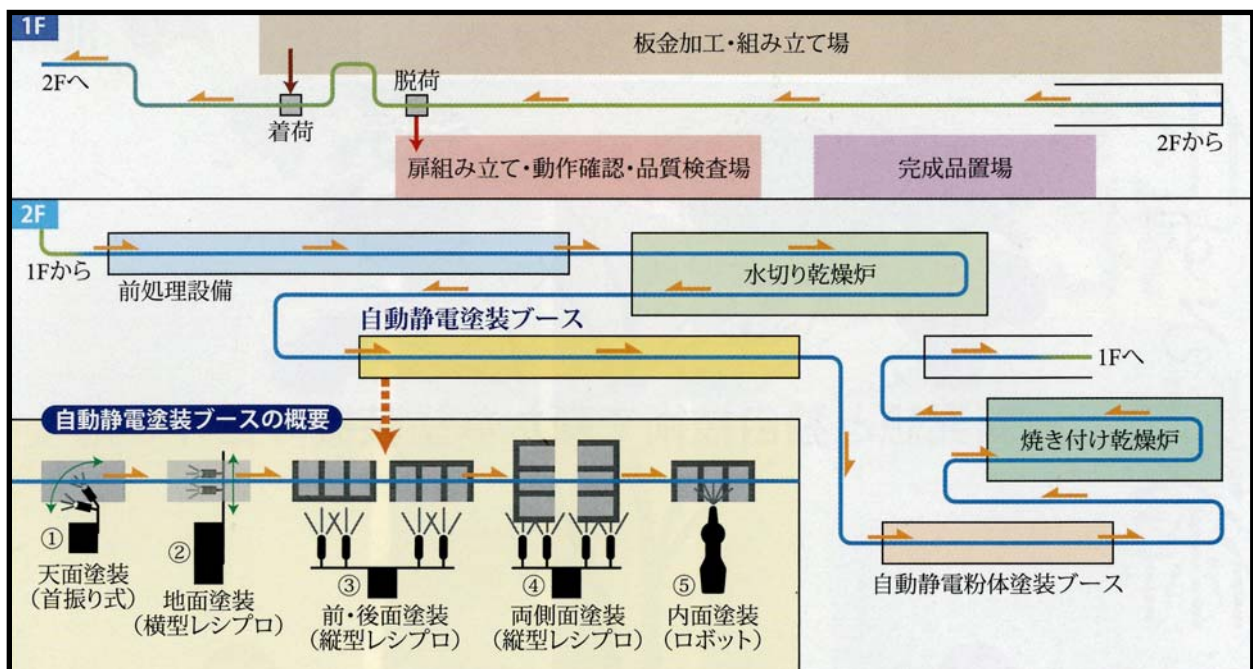 1F
板金加工・組み立て場
2Fへ
脱荷
着荷
2Fから
扉組み立て・動作確認・品質検査場
完成品置場
2F
1Fから
前処理設備
水切り乾燥炉
自動静電塗装ブース
1Fへ
焼き付け乾燥炉
自動静電粉体塗装ブース
自動静電塗装ブースの概要
①
天面塗装
(首振り式)
②
地面塗装
(横型レシプロ)
③
前・後面塗装
(縦型レシプロ)
④
両側面塗装
(縦型レシプロ)
⑤
内面塗装
(ロボット)